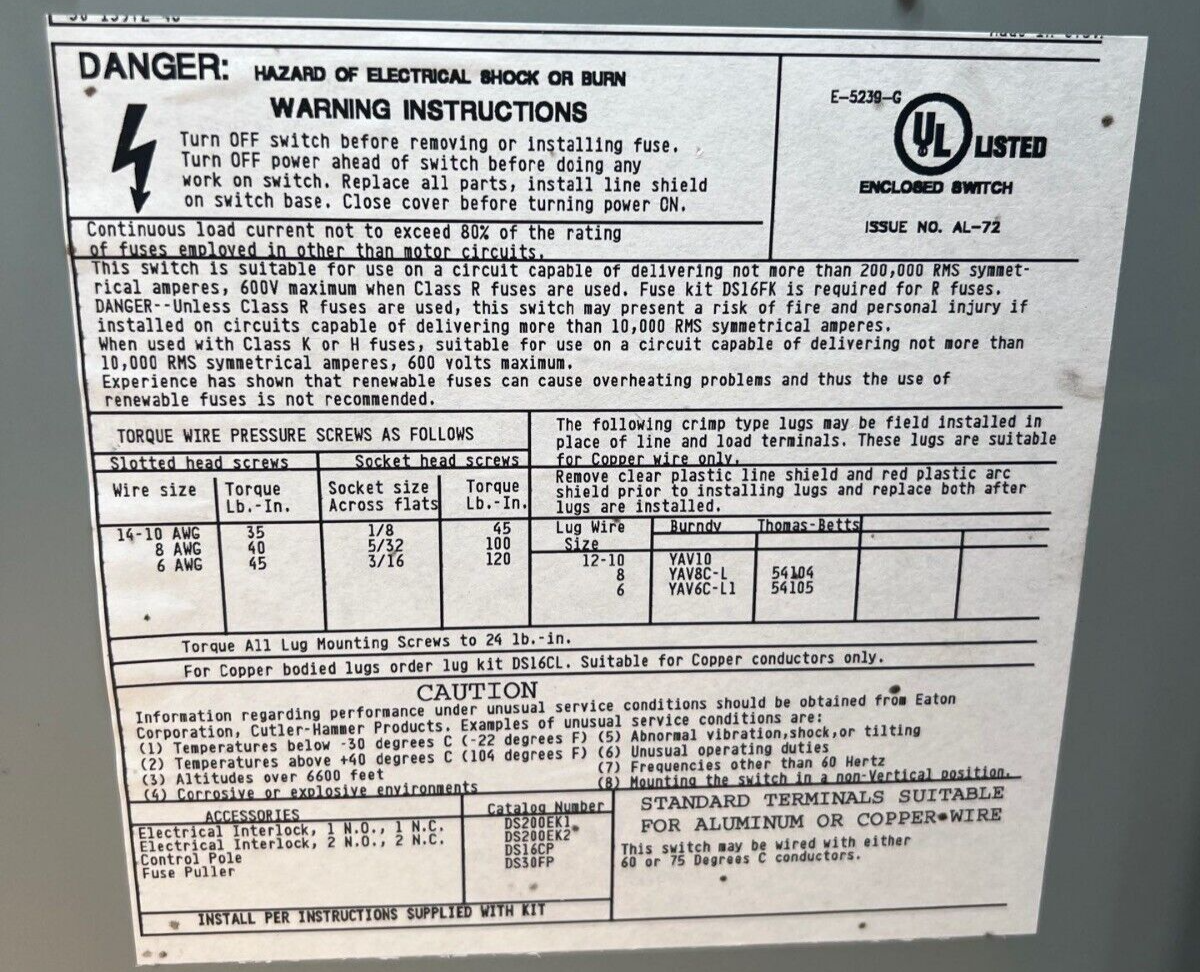 DANGER: HAZARD OF ELECTRICAL SHOCK OR BURN
WARNING INSTRUCTIONS
Turn OFF switch before removing or installing fuse.
Turn OFF power ahead of switch before doing any
work on switch. Replace all parts, install line shield
on switch base. Close cover before turning power ON.
E-5239-G
UL LISTED
ENCLOSED SWITCH
ISSUE NO. AL-72
Continuous load current not to exceed 80% of the rating
of fuses employed in other than motor circuits.
This switch is suitable for use on a circuit capable of delivering not more than 200,000 RMS symmet-
rical amperes, 600V maximum when Class R fuses are used. Fuse kit DS16FK is required for R fuses.
DANGER--Unless Class R fuses are used, this switch may present a risk of fire and personal injury if
installed on circuits capable of delivering more than 10,000 RMS symmetrical amperes.
When used with Class K or H fuses, suitable for use on a circuit capable of delivering not more than
10,000 RMS symmetrical amperes, 600 volts maximum.
Experience has shown that renewable fuses can cause overheating problems and thus the use of
renewable fuses is not recommended.
TORQUE WIRE PRESSURE SCREWS AS FOLLOWS
Slotted head screws Socket head screws
Wire size Torque Lb.-In. Socket size Across flats Torque Lb.-In.
14-10 AWG 35 1/8 45
8 AWG 40 5/32 100
6 AWG 45 3/16 120
The following crimp type lugs may be field installed in
place of line and load terminals. These lugs are suitable
for Copper wire only.
Remove clear plastic line shield and red plastic arc
shield prior to installing lugs and replace both after
lugs are installed.
Lug Wire Size Burndy Thomas-Betts
12-10 YAV10
8 YAV8C-L 54104
6 YAV6C-L1 54105
Torque All Lug Mounting Screws to 24 lb.-in.
For Copper bodied lugs order lug kit DS16CL. Suitable for Copper conductors only.
CAUTION
Information regarding performance under unusual service conditions should be obtained from Eaton
Corporation, Cutler-Hammer Products. Examples of unusual service conditions are:
(1) Temperatures below -30 degrees C (-22 degrees F) (5) Abnormal vibration,shock,or tilting
(2) Temperatures above +40 degrees C (104 degrees F) (6) Unusual operating duties
(3) Altitudes over 6600 feet (7) Frequencies other than 60 Hertz
(4) Corrosive or explosive environments (8) Mounting the switch in a non-Vertical position.
ACCESSORIES Catalog Number
Electrical Interlock, 1 N.O., 1 N.C. DS200EK1
Electrical Interlock, 2 N.O., 2 N.C. DS200EK2
Control Pole DS16CP
Fuse Puller DS30FP
INSTALL PER INSTRUCTIONS SUPPLIED WITH KIT
STANDARD TERMINALS SUITABLE
FOR ALUMINUM OR COPPER WIRE
This switch may be wired with either
60 or 75 Degrees C conductors.